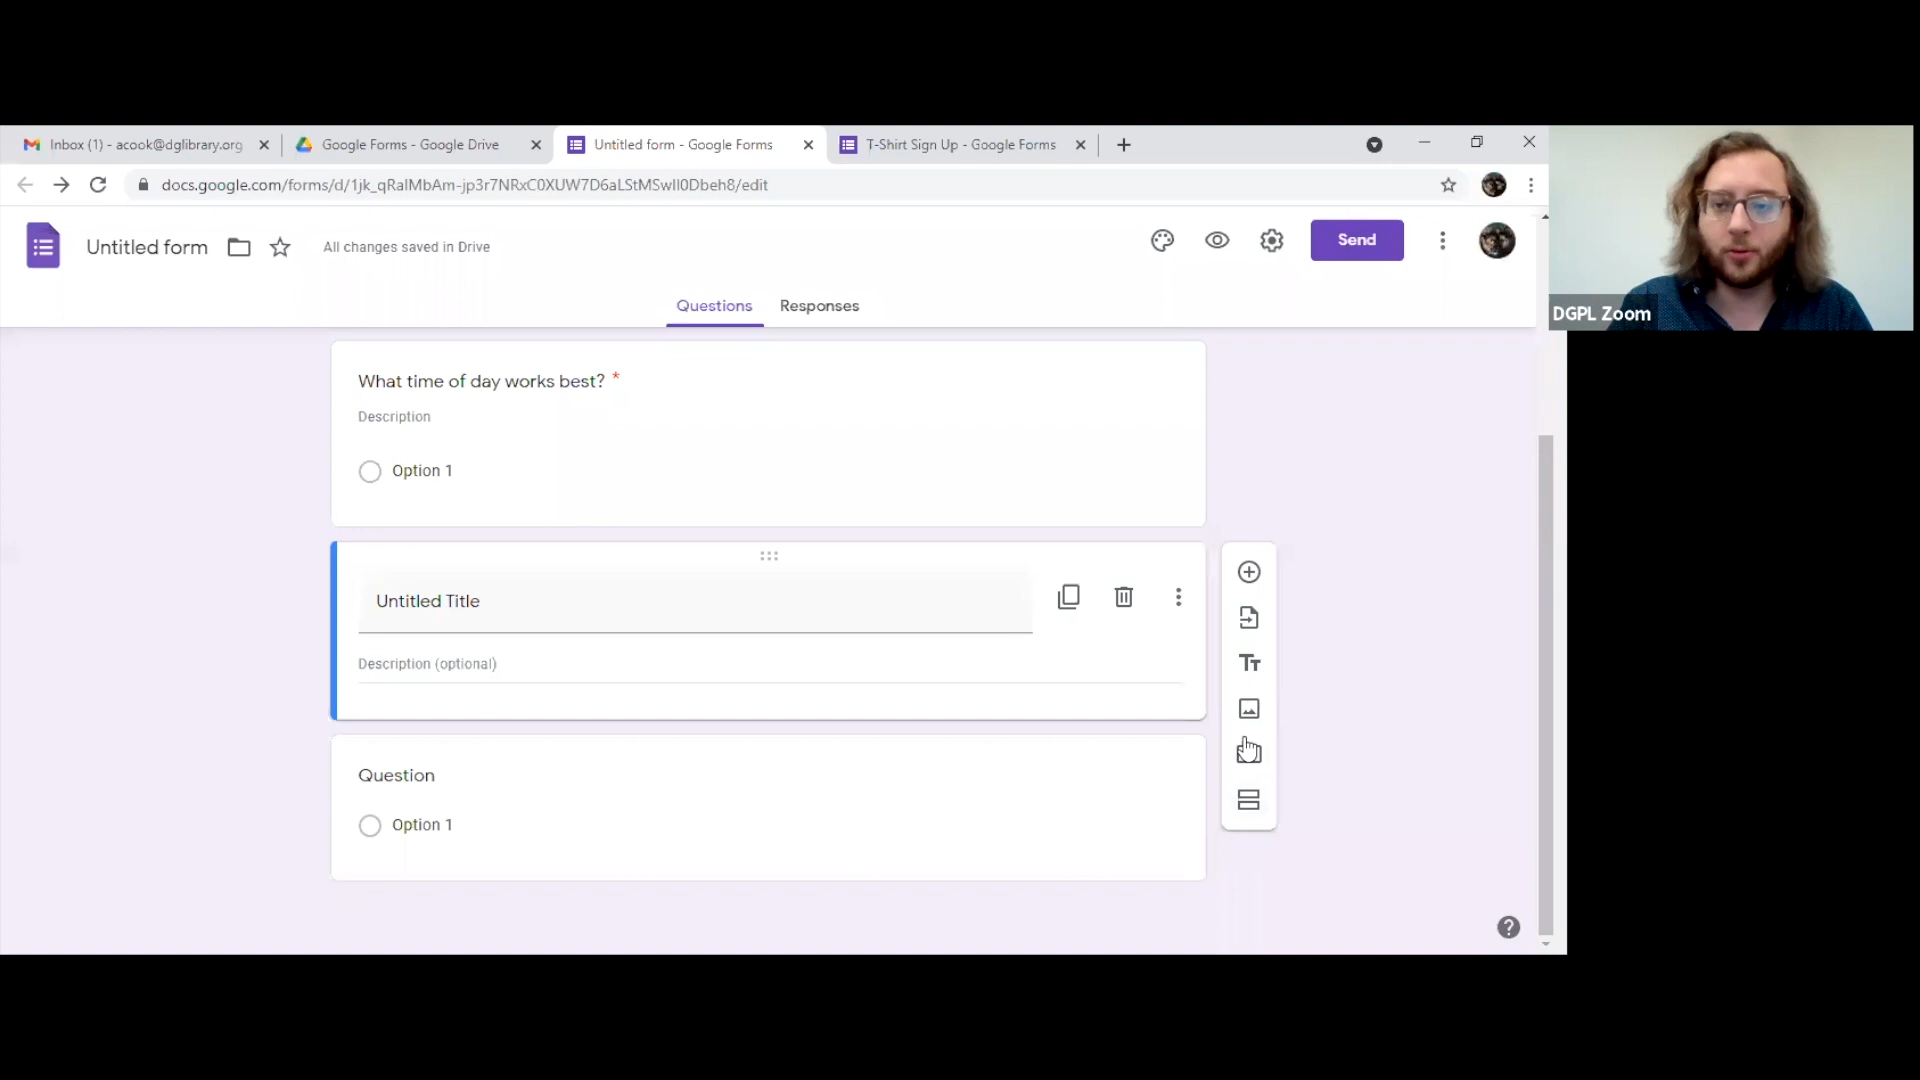 Inbox (1) - acook@dglibrary.org
Google Forms - Google Drive
Untitled form - Google Forms
T-Shirt Sign Up - Google Forms
docs.google.com/forms/d/1jk_qRalMbAm-jp3r7NRxC0XUW7D6aLStMSwII0Dbeh8/edit
Untitled form
All changes saved in Drive
Send
Questions
Responses
DGPL Zoom
What time of day works best? *
Description
Option 1
Untitled Title
Description (optional)
Tт
Question
Option 1
?